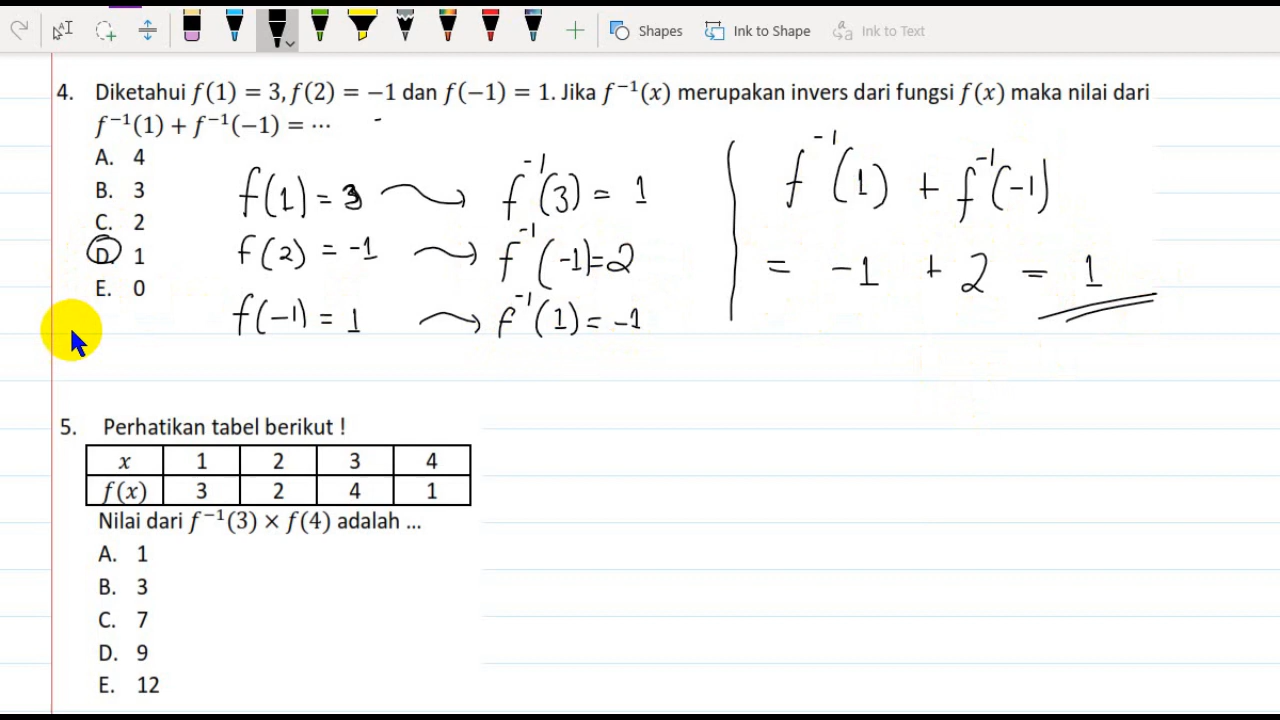 Shapes Ink to Shape Ink to Text
4. Diketahui f(1) = 3, f(2) = −1 dan f(−1) = 1. Jika f⁻¹(x) merupakan invers dari fungsi f(x) maka nilai dari
f⁻¹(1) + f⁻¹(−1) = ⋯
A. 4
B. 3
C. 2
D. 1
E. 0
f(1) = 3 f⁻¹(3) = 1
f(2) = -1 f⁻¹(-1) = 2
f(-1) = 1 f⁻¹(1) = -1
f⁻¹(1) + f⁻¹(-1)
= -1 + 2 = 1
5. Perhatikan tabel berikut !
x 1 2 3 4
f(x) 3 2 4 1
Nilai dari f⁻¹(3) × f(4) adalah ...
A. 1
B. 3
C. 7
D. 9
E. 12